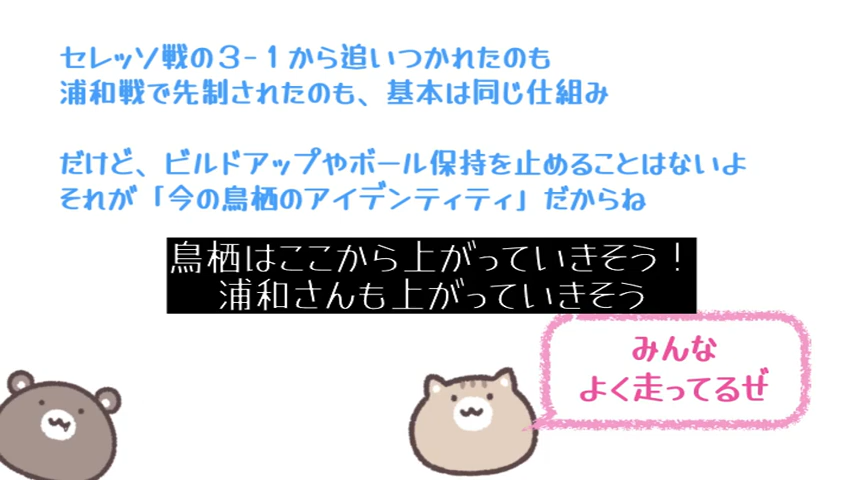 セレッソ戦の3-1から追いつかれたのも
浦和戦で先制されたのも、基本は同じ仕組み
だけど、ビルドアップやボール保持を止めることはないよ
それが「今の鳥栖のアイデンティティ」だからね
鳥栖はここから上がっていきそう！
浦和さんも上がっていきそう
みんな
よく走ってるぜ